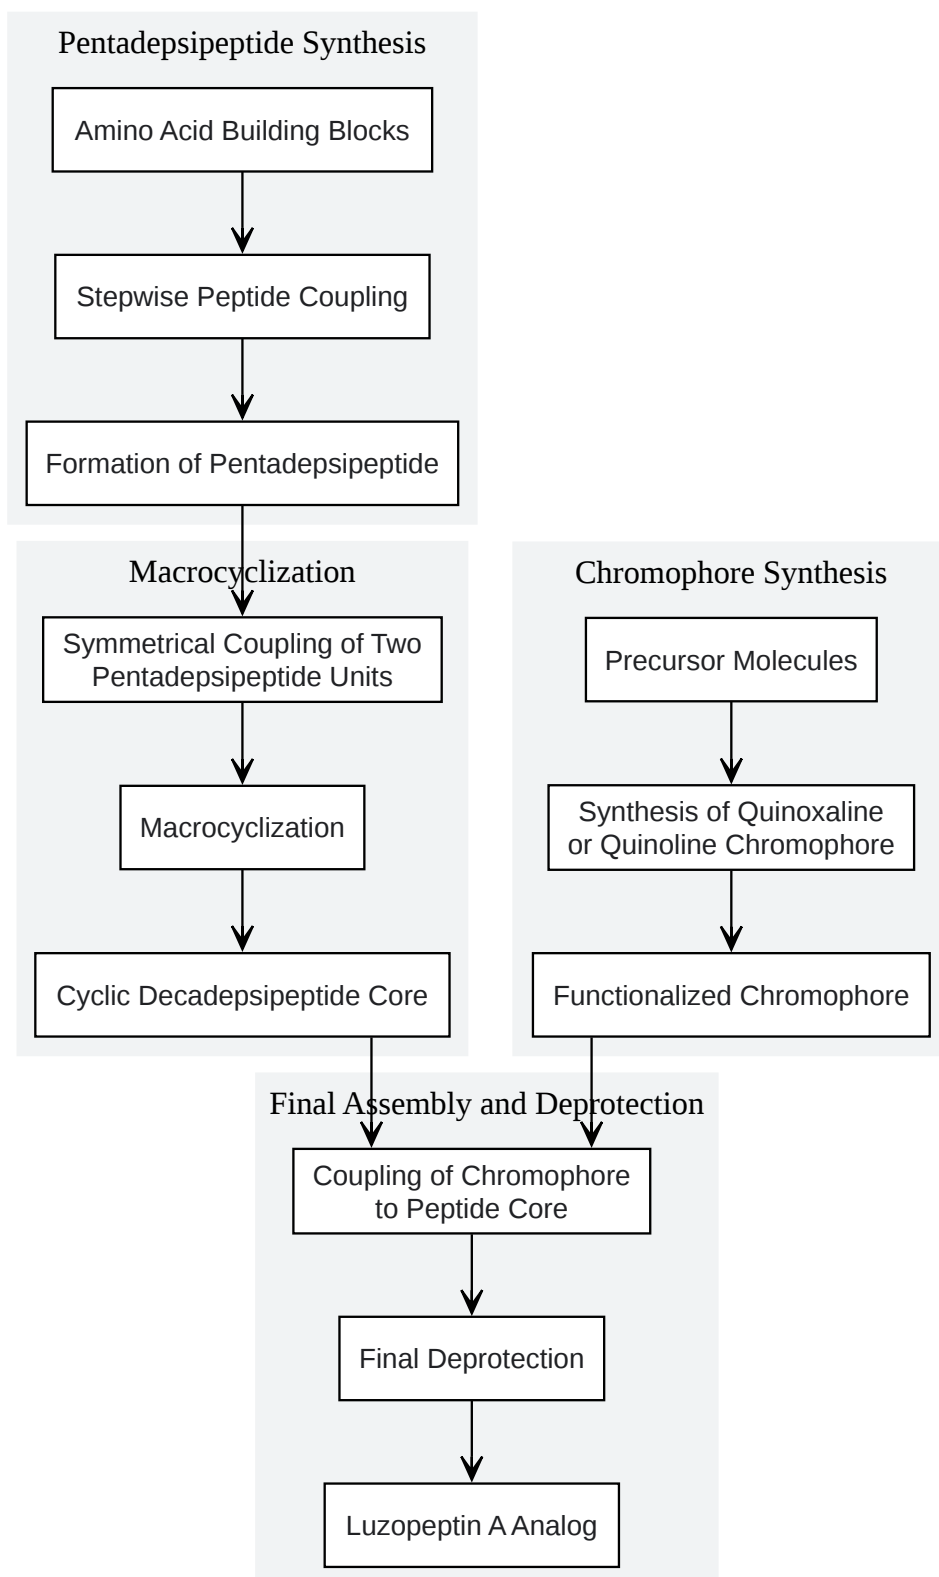 Pentadepsipeptide Synthesis
Amino Acid Building Blocks
Stepwise Peptide Coupling
Formation of Pentadepsipeptide
Macrocyclization
Symmetrical Coupling of Two
Pentadepsipeptide Units
Macrocyclization
Cyclic Decadepsipeptide Core
Chromophore Synthesis
Precursor Molecules
Synthesis of Quinoxaline
or Quinoline Chromophore
Functionalized Chromophore
Final Assembly and Deprotection
Coupling of Chromophore
to Peptide Core
Final Deprotection
Luzopeptin A Analog